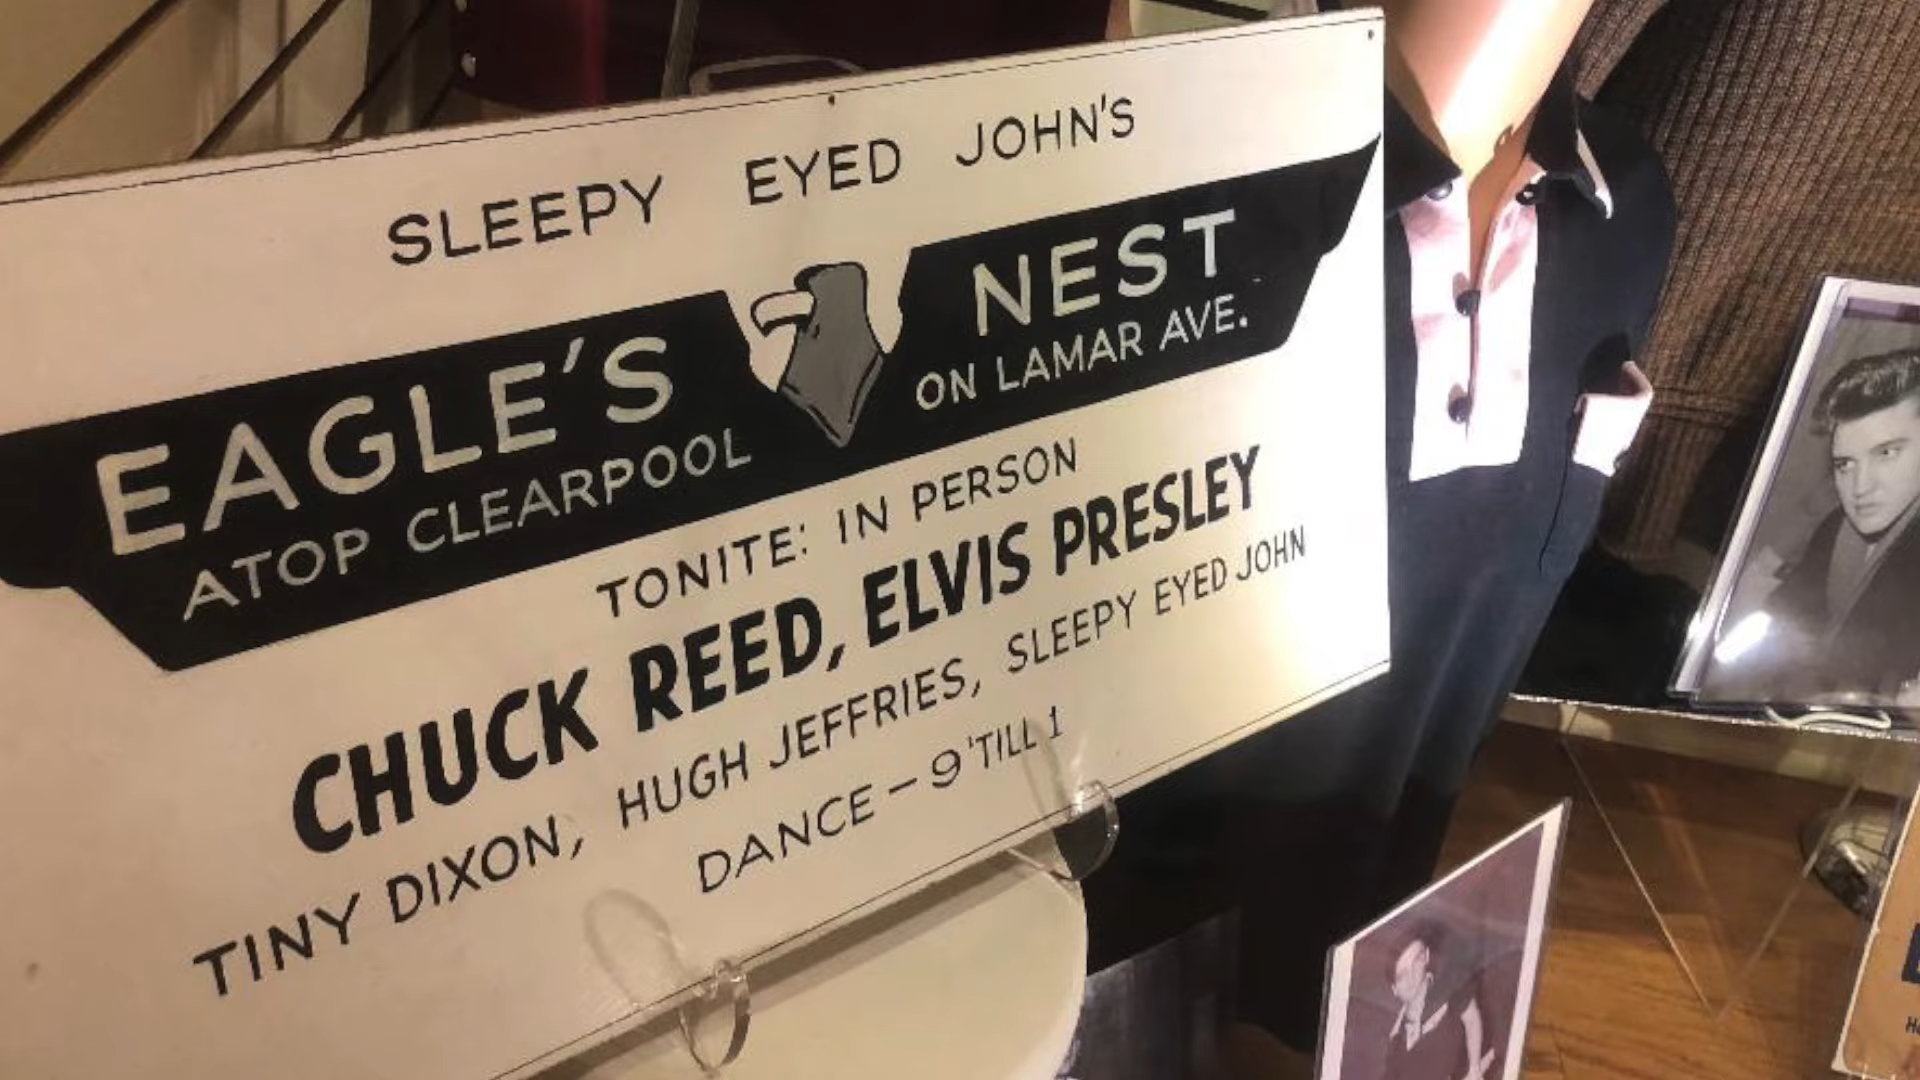 SLEEPY EYED JOHN'S
EAGLE'S NEST
ATOP CLEARPOOL ON LAMAR AVE.
TONITE: IN PERSON
CHUCK REED, ELVIS PRESLEY
TINY DIXON, HUGH JEFFRIES, SLEEPY EYED JOHN
DANCE – 9 'TILL 1